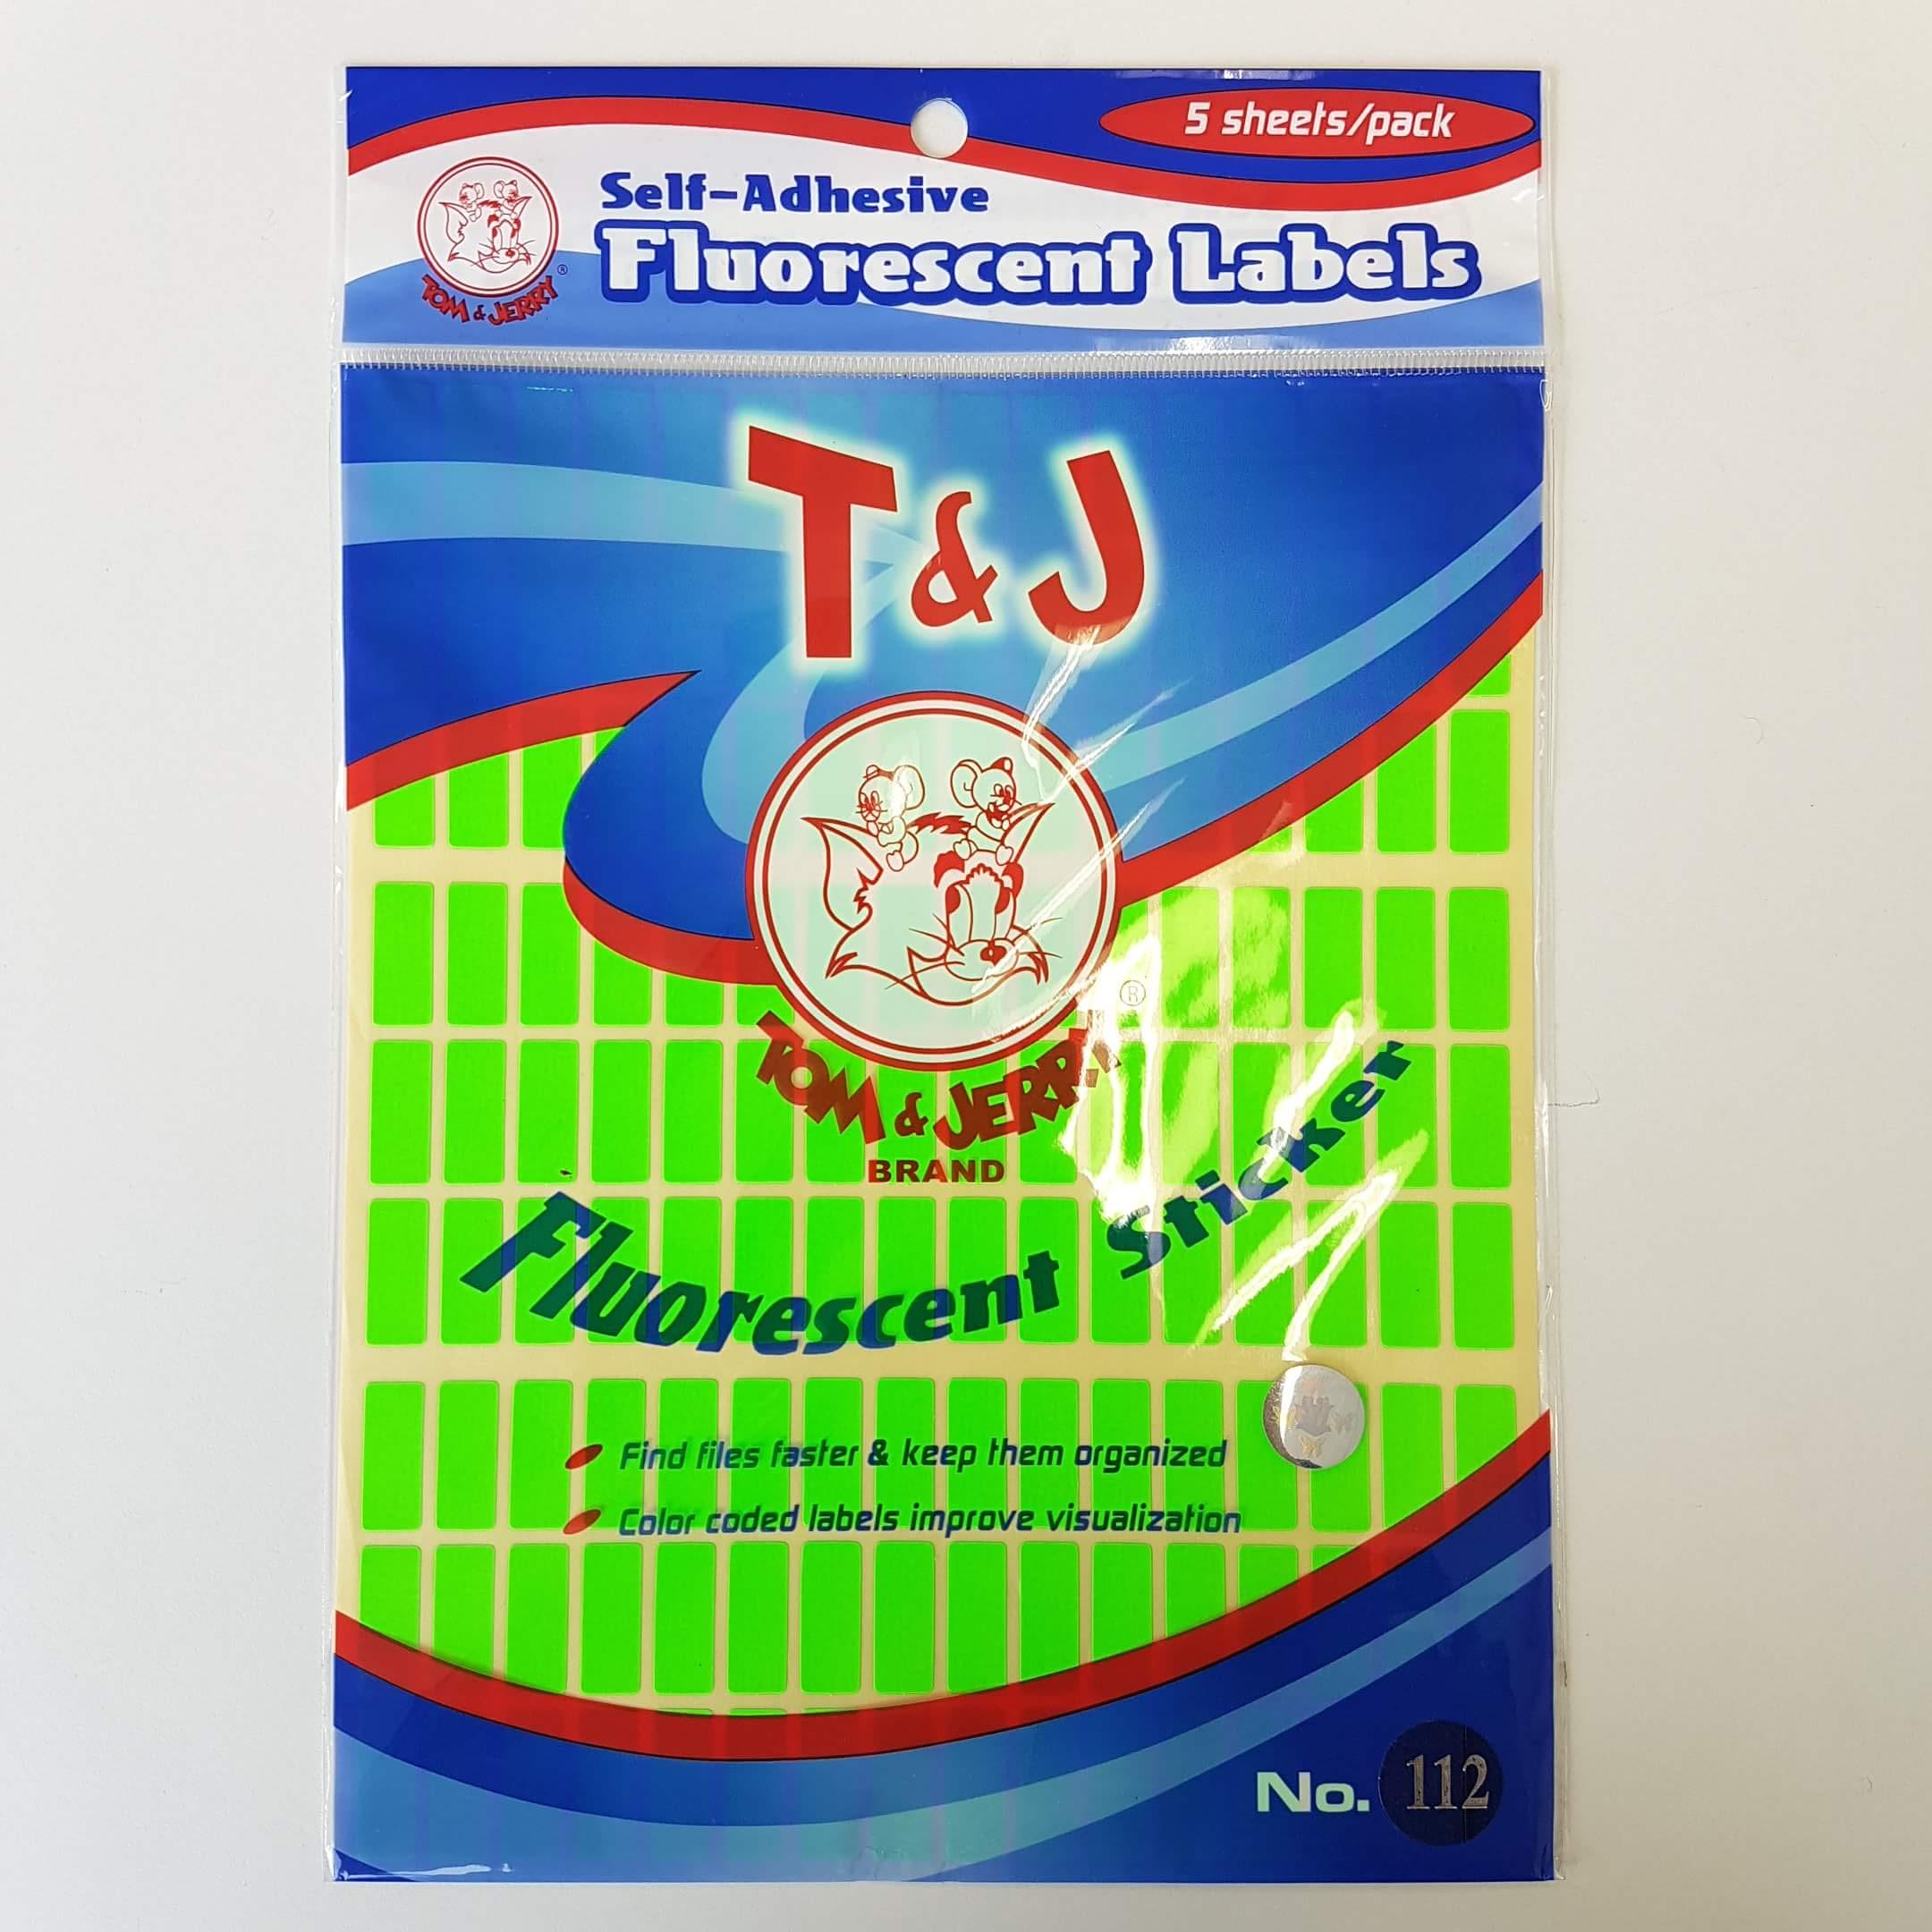 5 sheets/pack
Self-Adhesive
Fluorescent Labels
TOM & JERRY ®
T & J
®
TOM & JERRY
BRAND
Fluorescent Sticker
Find files faster & keep them organized
Color coded labels improve visualization
No. 112